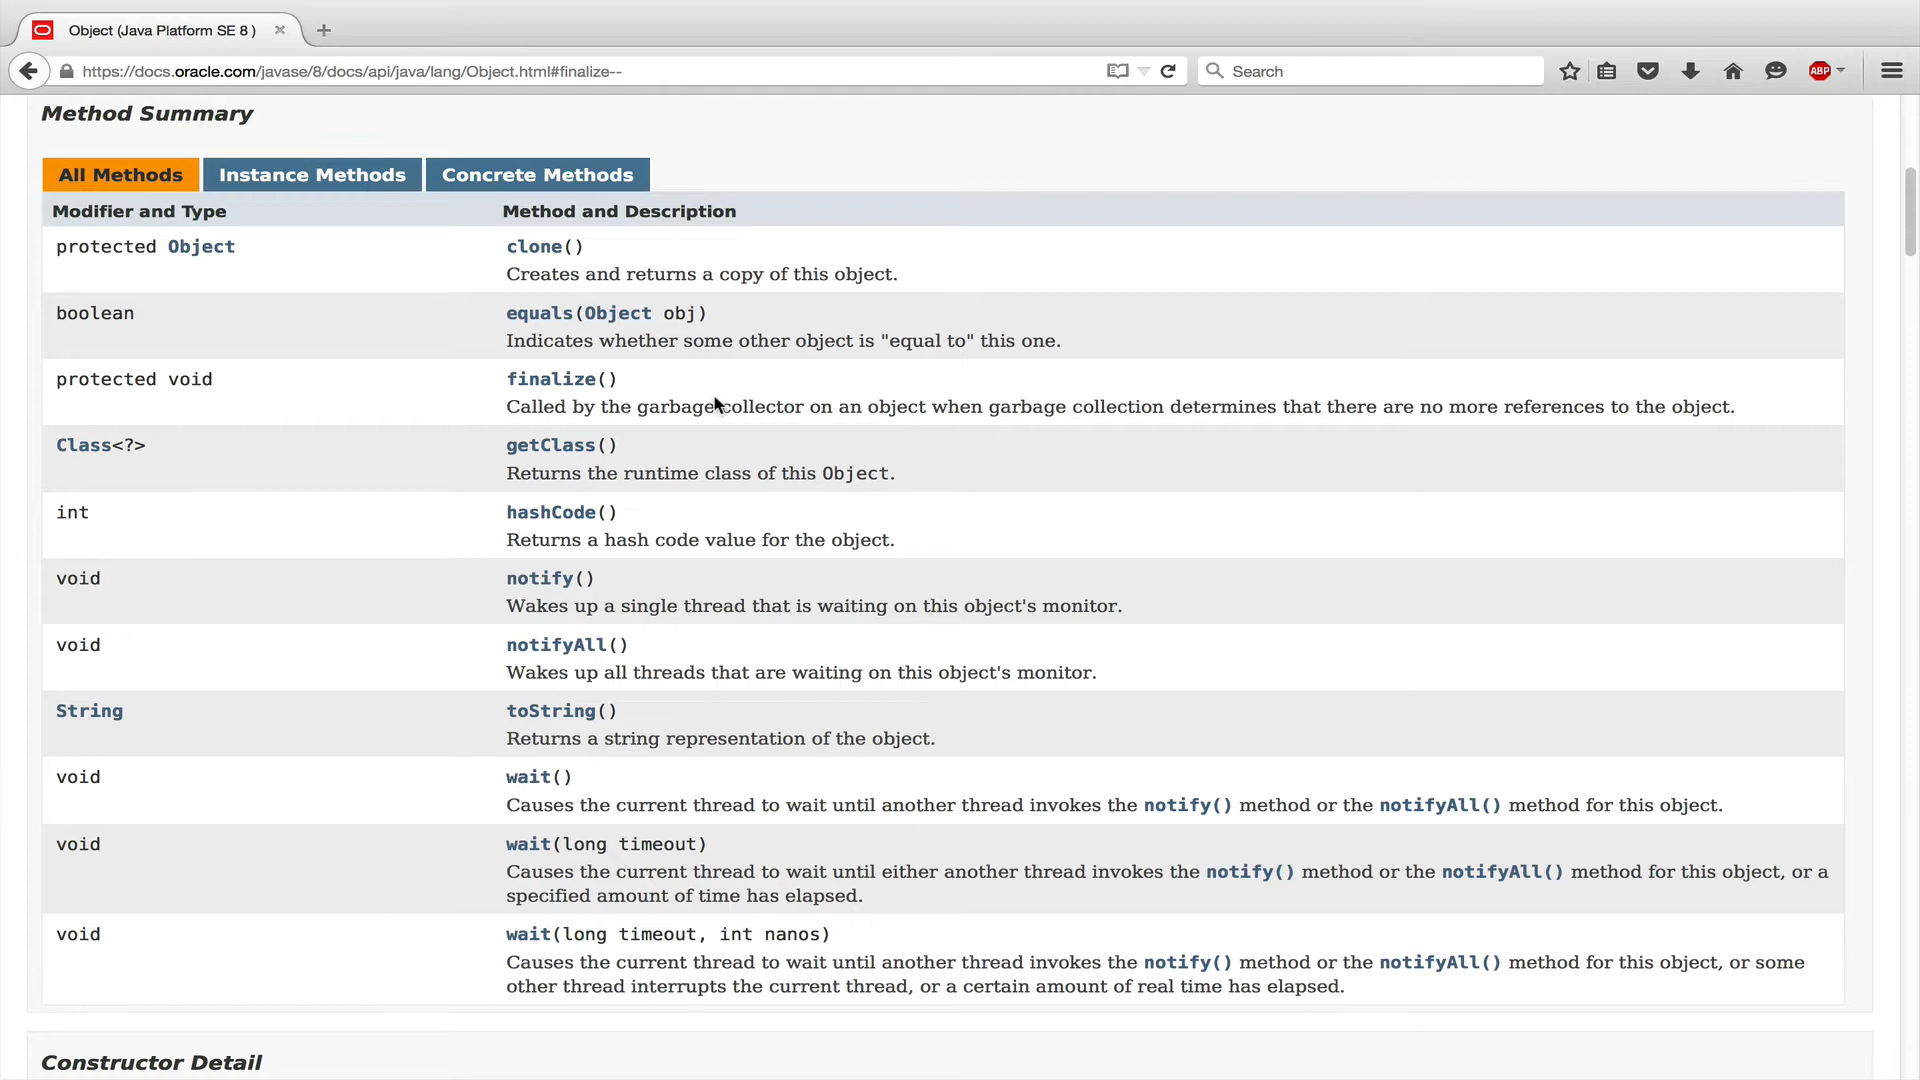 Object (Java Platform SE 8 )
https://docs.oracle.com/javase/8/docs/api/java/lang/Object.html#finalize--
Search
ABP
Method Summary
All Methods Instance Methods Concrete Methods
Modifier and Type Method and Description
protected Object clone()
Creates and returns a copy of this object.
boolean equals(Object obj)
Indicates whether some other object is "equal to" this one.
protected void finalize()
Called by the garbage collector on an object when garbage collection determines that there are no more references to the object.
Class<?> getClass()
Returns the runtime class of this Object.
int hashCode()
Returns a hash code value for the object.
void notify()
Wakes up a single thread that is waiting on this object's monitor.
void notifyAll()
Wakes up all threads that are waiting on this object's monitor.
String toString()
Returns a string representation of the object.
void wait()
Causes the current thread to wait until another thread invokes the notify() method or the notifyAll() method for this object.
void wait(long timeout)
Causes the current thread to wait until either another thread invokes the notify() method or the notifyAll() method for this object, or a
specified amount of time has elapsed.
void wait(long timeout, int nanos)
Causes the current thread to wait until another thread invokes the notify() method or the notifyAll() method for this object, or some
other thread interrupts the current thread, or a certain amount of real time has elapsed.
Constructor Detail